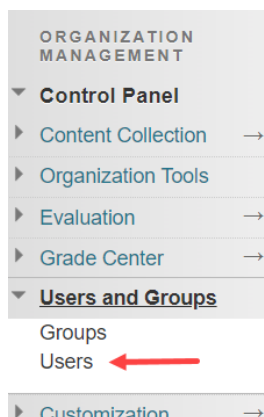 ORGANIZATION
MANAGEMENT
Control Panel
Content Collection
Organization Tools
Evaluation
Grade Center
Users and Groups
Groups
Users
Customization